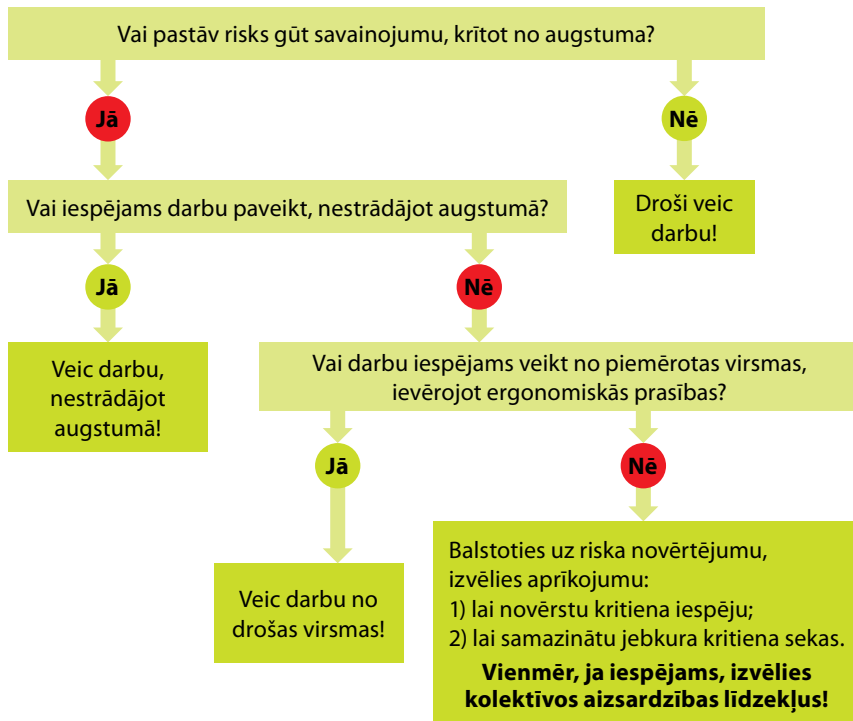 Vai pastāv risks gūt savainojumu, krītot no augstuma?
Jā
Nē
Vai iespējams darbu paveikt, nestrādājot augstumā?
Droši veic
darbu!
Jā
Nē
Veic darbu,
nestrādājot
augstumā!
Vai darbu iespējams veikt no piemērotas virsmas,
ievērojot ergonomiskās prasības?
Jā
Nē
Veic darbu no
drošas virsmas!
Balstoties uz riska novērtējumu,
izvēlies aprīkojumu:
1) lai novērstu kritiena iespēju;
2) lai samazinātu jebkura kritiena sekas.
Vienmēr, ja iespējams, izvēlies
kolektīvos aizsardzības līdzekļus!